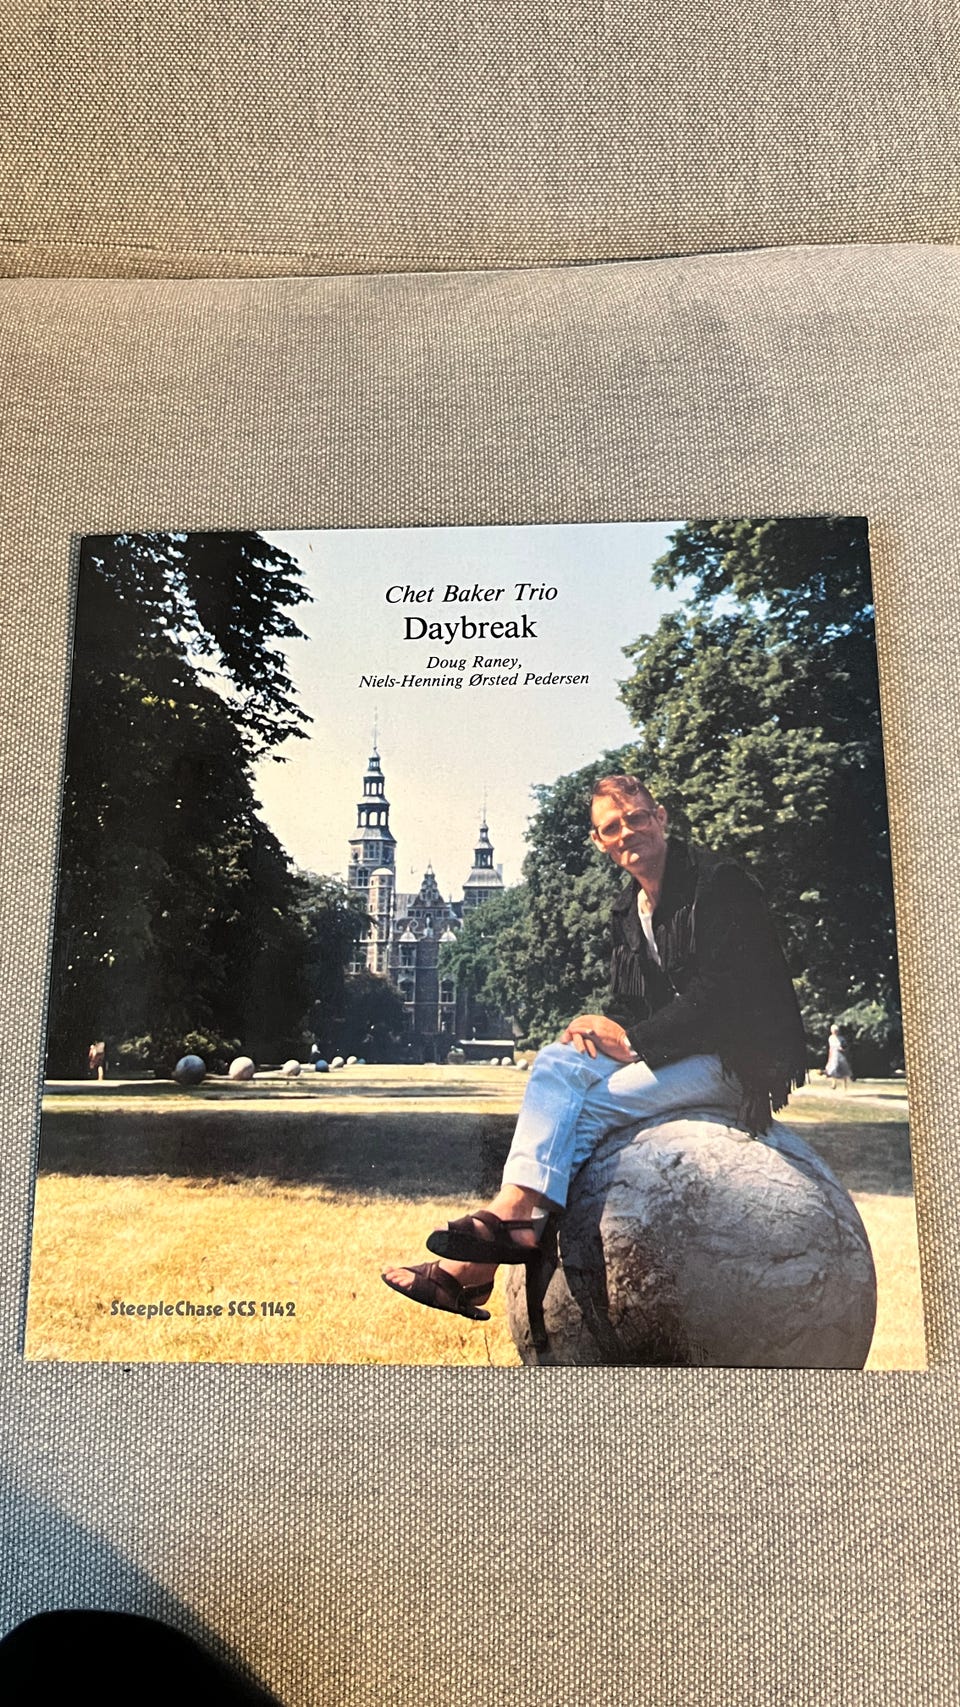 Chet Baker Trio
Daybreak
Doug Raney,
Niels-Henning Ørsted Pedersen
SteepleChase SCS 1142